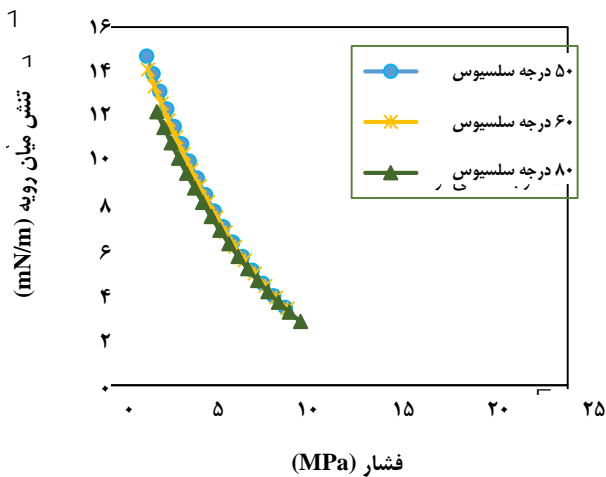 ۱۶
۱۴
۱۲
۱۰
۸
۶
۴
۲
۰
تنش میان رویه (mN/m)
۵۰ درجه سلسیوس
۶۰ درجه سلسیوس
۸۰ درجه سلسیوس
۰ ۵ ۱۰ ۱۵ ۲۰ ۲۵
فشار (MPa)